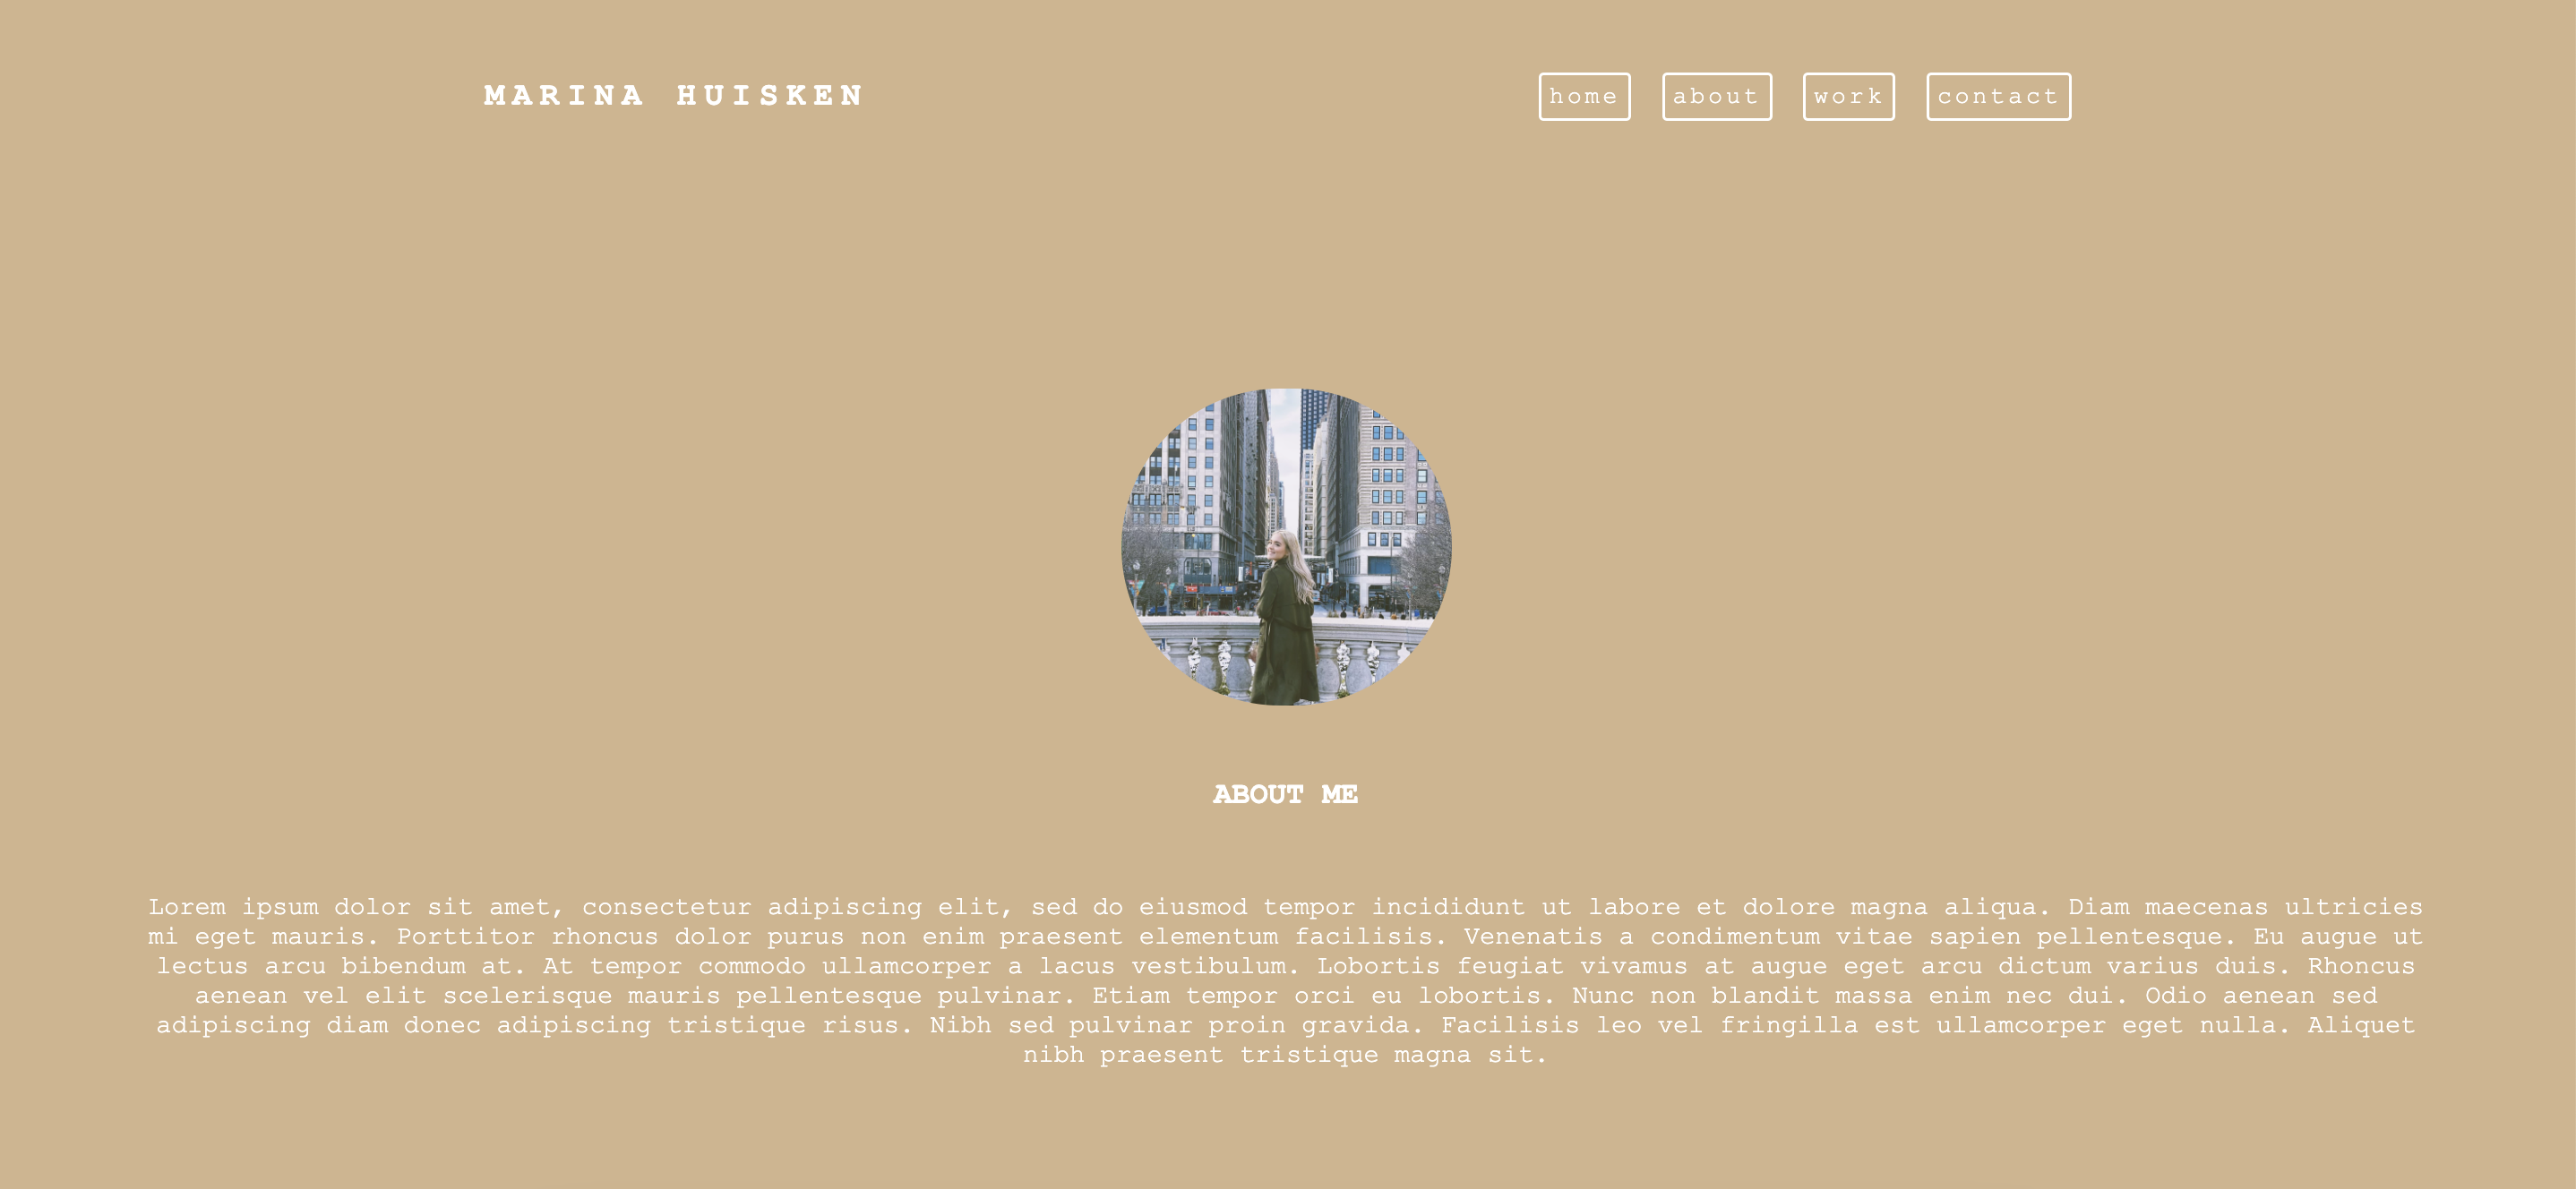 MARINA HUISKEN
home about work contact
ABOUT ME
Lorem ipsum dolor sit amet, consectetur adipiscing elit, sed do eiusmod tempor incididunt ut labore et dolore magna aliqua. Diam maecenas ultricies
mi eget mauris. Porttitor rhoncus dolor purus non enim praesent elementum facilisis. Venenatis a condimentum vitae sapien pellentesque. Eu augue ut
lectus arcu bibendum at. At tempor commodo ullamcorper a lacus vestibulum. Lobortis feugiat vivamus at augue eget arcu dictum varius duis. Rhoncus
aenean vel elit scelerisque mauris pellentesque pulvinar. Etiam tempor orci eu lobortis. Nunc non blandit massa enim nec dui. Odio aenean sed
adipiscing diam donec adipiscing tristique risus. Nibh sed pulvinar proin gravida. Facilisis leo vel fringilla est ullamcorper eget nulla. Aliquet
nibh praesent tristique magna sit.